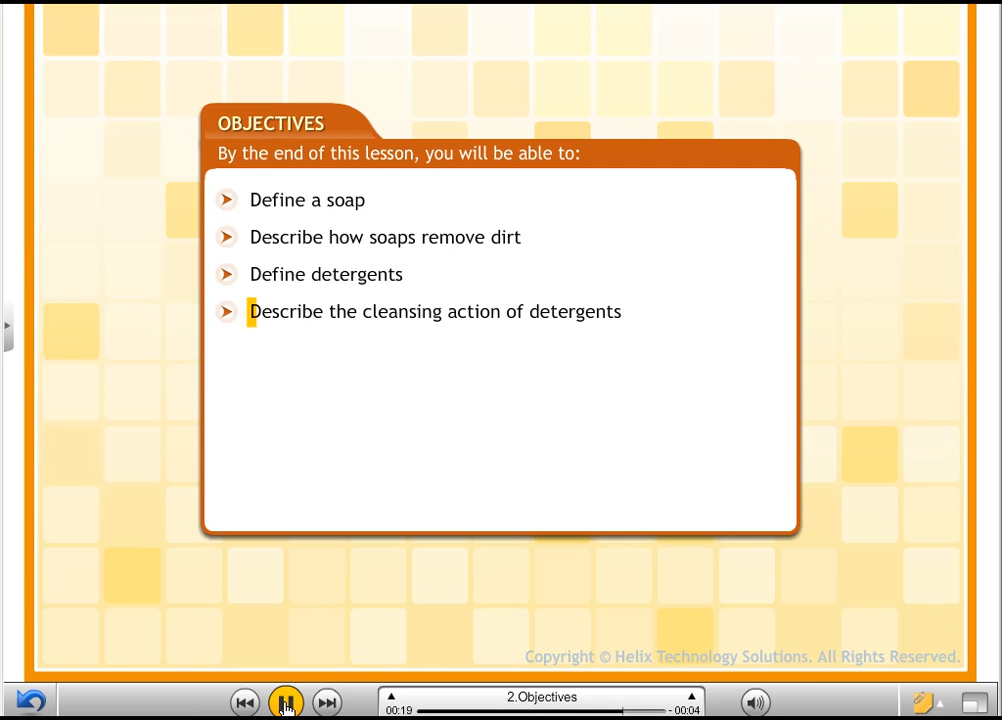 OBJECTIVES
By the end of this lesson, you will be able to:
Define a soap
Describe how soaps remove dirt
Define detergents
Describe the cleansing action of detergents
Copyright © Helix Technology Solutions. All Rights Reserved.
2.Objectives
00:19
- 00:04